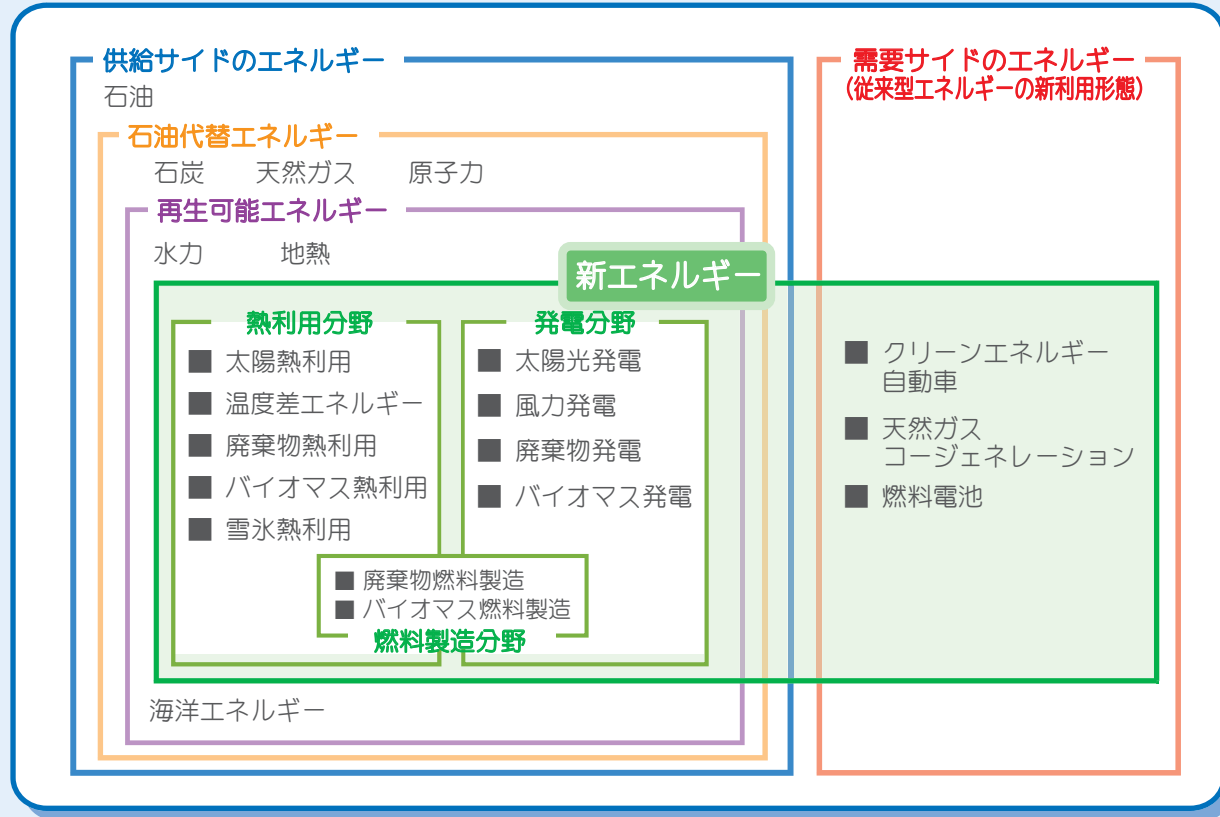 供給サイドのエネルギー
石油
石油代替エネルギー
石炭 天然ガス 原子力
再生可能エネルギー
水力 地熱
新エネルギー
熱利用分野
■ 太陽熱利用
■ 温度差エネルギー
■ 廃棄物熱利用
■ バイオマス熱利用
■ 雪氷熱利用
発電分野
■ 太陽光発電
■ 風力発電
■ 廃棄物発電
■ バイオマス発電
■ 廃棄物燃料製造
■ バイオマス燃料製造
燃料製造分野
海洋エネルギー
需要サイドのエネルギー
(従来型エネルギーの新利用形態)
■ クリーンエネルギー
自動車
■ 天然ガス
コージェネレーション
■ 燃料電池